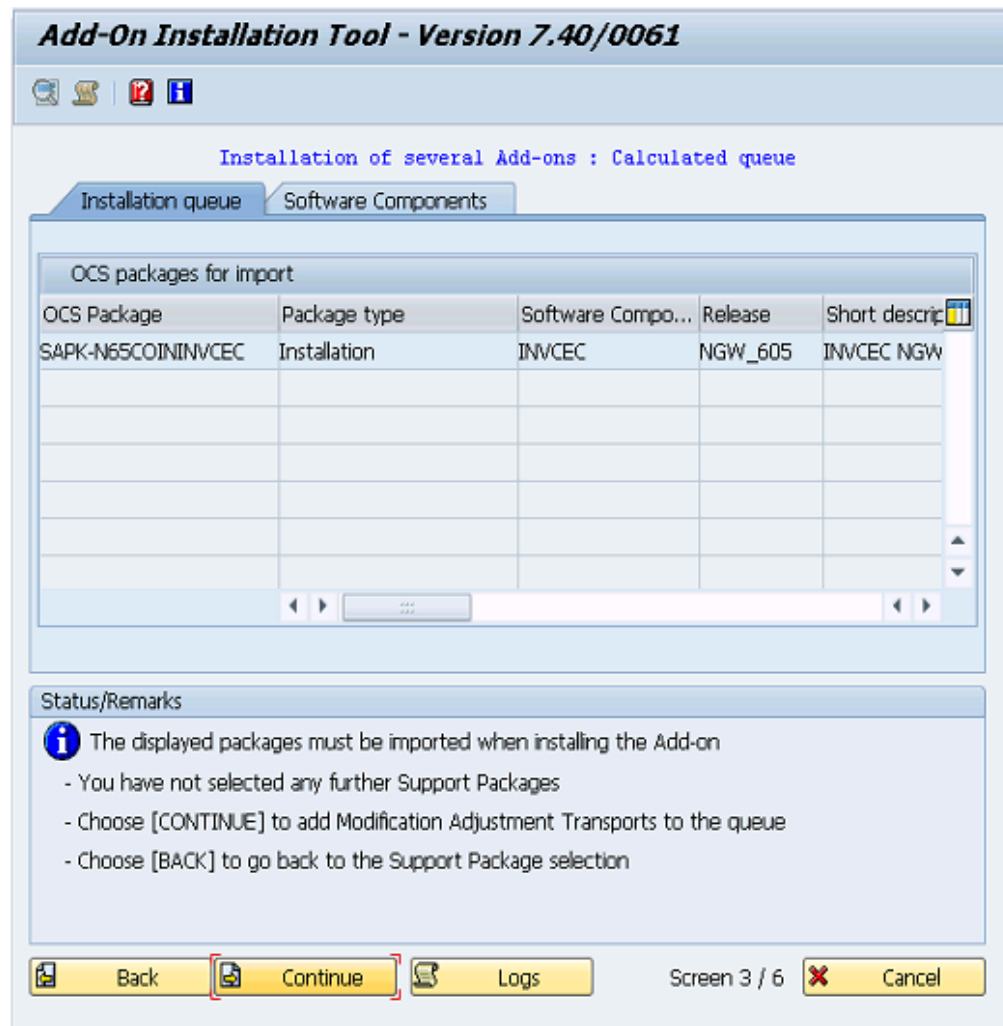 Add-On Installation Tool - Version 7.40/0061
Installation of several Add-ons : Calculated queue
Installation queue Software Components
OCS packages for import
OCS Package Package type Software Compo... Release Short descrip
SAPK-N65COININVCEC Installation INVCEC NGW_605 INVCEC NGW
Status/Remarks
The displayed packages must be imported when installing the Add-on
- You have not selected any further Support Packages
- Choose [CONTINUE] to add Modification Adjustment Transports to the queue
- Choose [BACK] to go back to the Support Package selection
Back Continue Logs Screen 3 / 6 Cancel